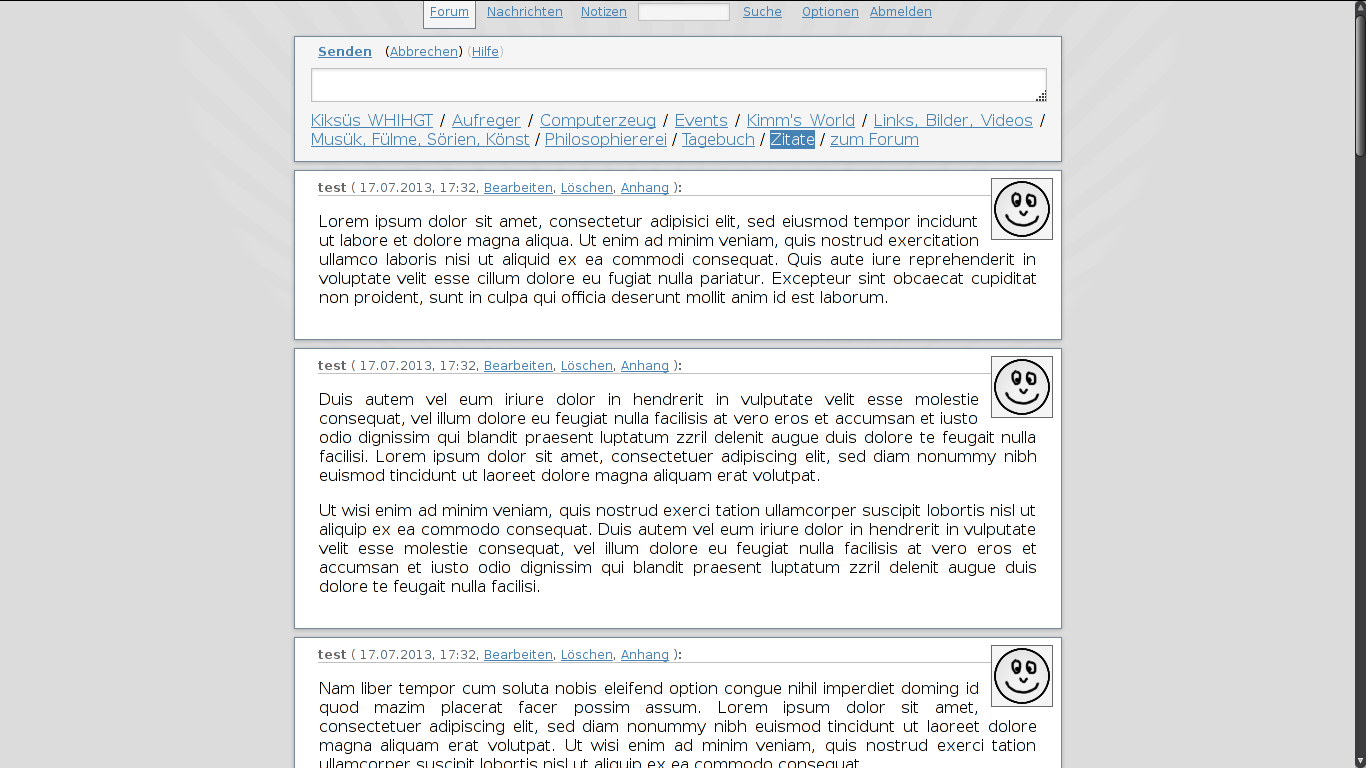 Forum Nachrichten Notizen Suche Optionen Abmelden
Senden (Abbrechen) (Hilfe)
Kiksüs WHIHGT / Aufreger / Computerzeug / Events / Kimm's World / Links, Bilder, Videos /
Musük, Fülme, Sörien, Könst / Philosophiererei / Tagebuch / Zitate / zum Forum
test ( 17.07.2013, 17:32, Bearbeiten, Löschen, Anhang ):
Lorem ipsum dolor sit amet, consectetur adipisici elit, sed eiusmod tempor incidunt
ut labore et dolore magna aliqua. Ut enim ad minim veniam, quis nostrud exercitation
ullamco laboris nisi ut aliquid ex ea commodi consequat. Quis aute iure reprehenderit in
voluptate velit esse cillum dolore eu fugiat nulla pariatur. Excepteur sint obcaecat cupiditat
non proident, sunt in culpa qui officia deserunt mollit anim id est laborum.
test ( 17.07.2013, 17:32, Bearbeiten, Löschen, Anhang ):
Duis autem vel eum iriure dolor in hendrerit in vulputate velit esse molestie
consequat, vel illum dolore eu feugiat nulla facilisis at vero eros et accumsan et iusto
odio dignissim qui blandit praesent luptatum zzril delenit augue duis dolore te feugait nulla
facilisi. Lorem ipsum dolor sit amet, consectetuer adipiscing elit, sed diam nonummy nibh
euismod tincidunt ut laoreet dolore magna aliquam erat volutpat.
Ut wisi enim ad minim veniam, quis nostrud exerci tation ullamcorper suscipit lobortis nisl ut
aliquip ex ea commodo consequat. Duis autem vel eum iriure dolor in hendrerit in vulputate
velit esse molestie consequat, vel illum dolore eu feugiat nulla facilisis at vero eros et
accumsan et iusto odio dignissim qui blandit praesent luptatum zzril delenit augue duis
dolore te feugait nulla facilisi.
test ( 17.07.2013, 17:32, Bearbeiten, Löschen, Anhang ):
Nam liber tempor cum soluta nobis eleifend option congue nihil imperdiet doming id
quod mazim placerat facer possim assum. Lorem ipsum dolor sit amet,
consectetuer adipiscing elit, sed diam nonummy nibh euismod tincidunt ut laoreet dolore
magna aliquam erat volutpat. Ut wisi enim ad minim veniam, quis nostrud exerci tation
ullamcorper suscipit lobortis nisl ut aliquip ex ea commodo consequat.